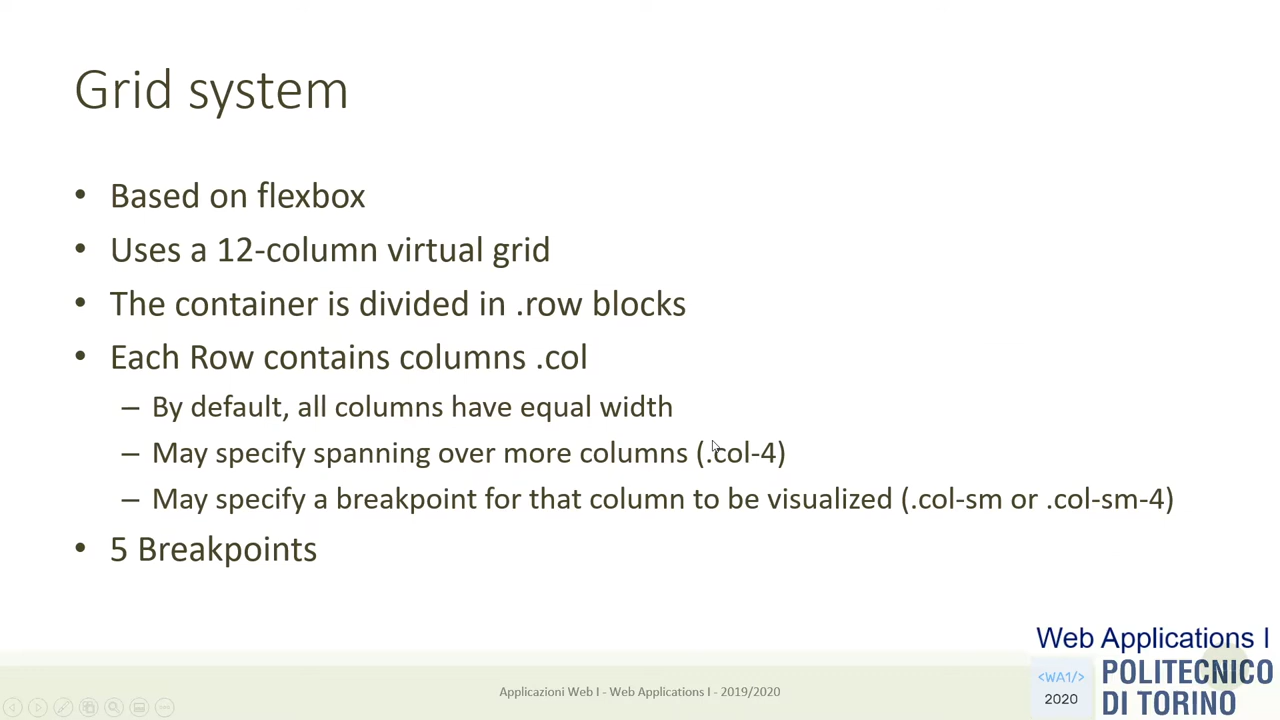 Grid system
• Based on flexbox
• Uses a 12-column virtual grid
• The container is divided in .row blocks
• Each Row contains columns .col
– By default, all columns have equal width
– May specify spanning over more columns (.col-4)
– May specify a breakpoint for that column to be visualized (.col-sm or .col-sm-4)
• 5 Breakpoints
Applicazioni Web I - Web Applications I - 2019/2020
Web Applications I
<WA1/>
2020
POLITECNICO
DI TORINO